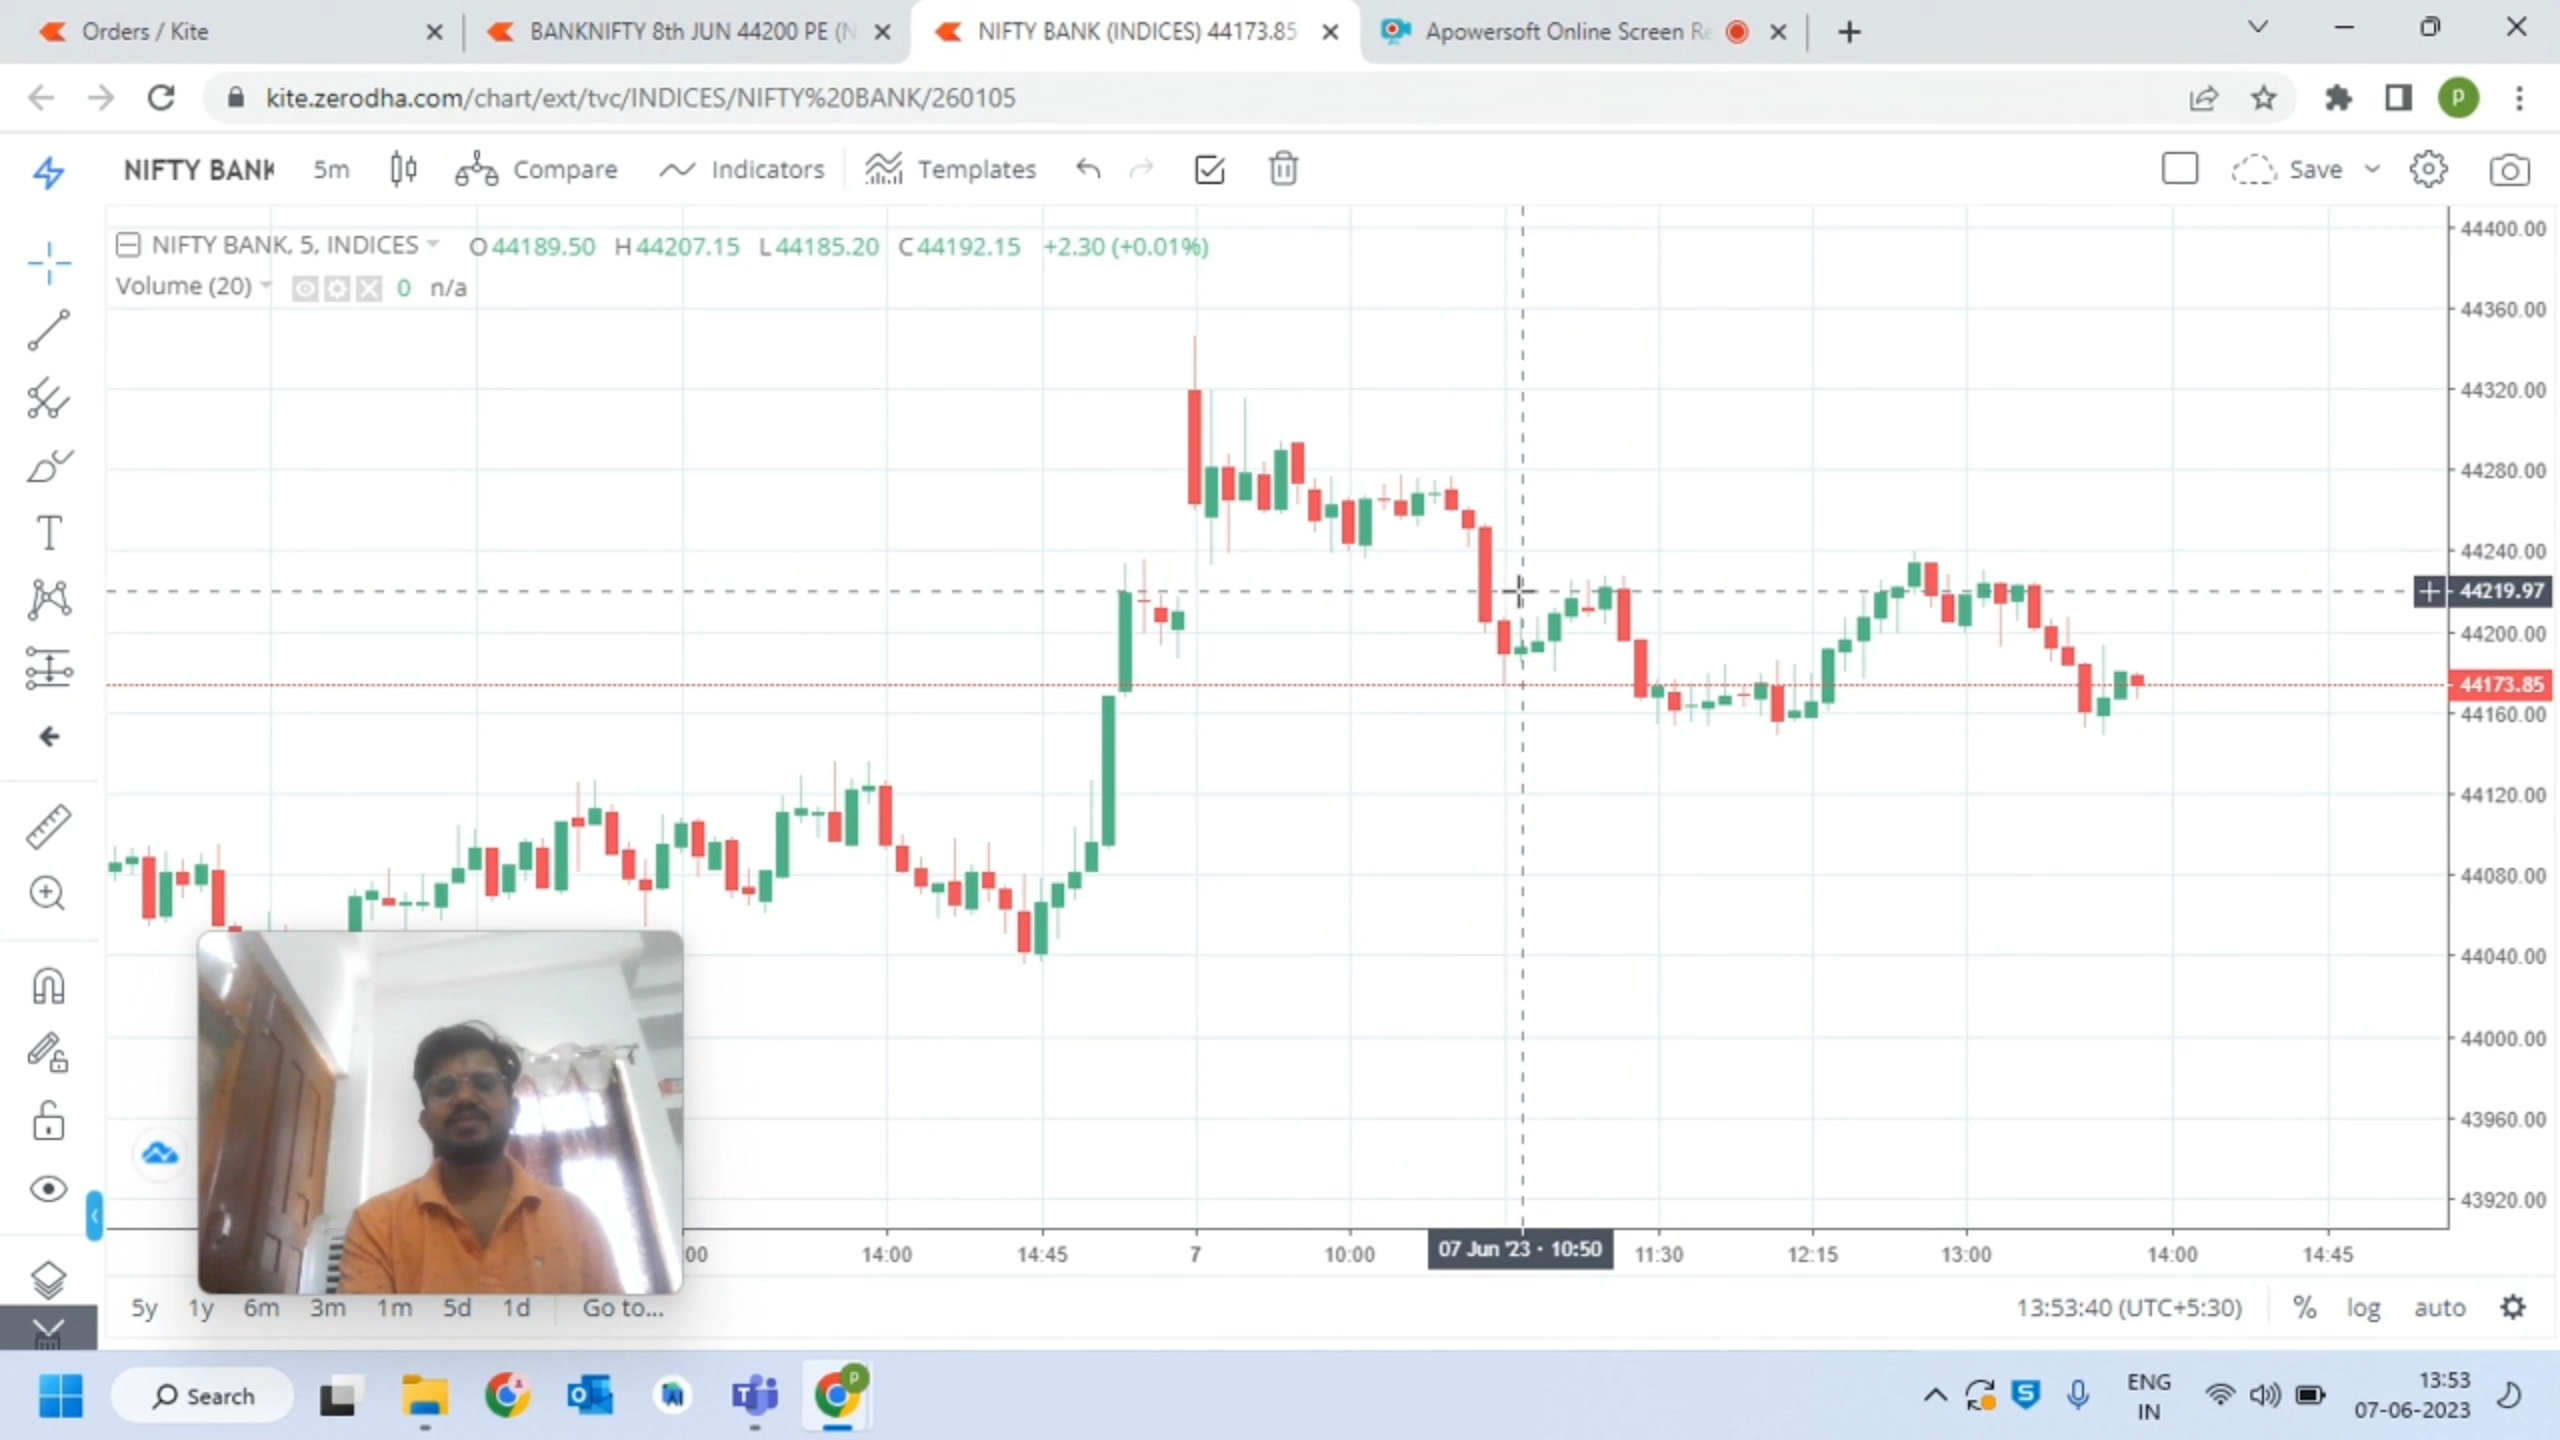 Orders / Kite
BANKNIFTY 8th JUN 44200 PE (N
NIFTY BANK (INDICES) 44173.85
Apowersoft Online Screen Re
kite.zerodha.com/chart/ext/tvc/INDICES/NIFTY%20BANK/260105
P
NIFTY BANK
5m
Compare
Indicators
Templates
Save
NIFTY BANK, 5, INDICES
O44189.50 H44207.15 L44185.20 C44192.15 +2.30 (+0.01%)
Volume (20)
0 n/a
44400.00
44360.00
44320.00
44280.00
44240.00
44219.97
44200.00
44173.85
44160.00
44120.00
44080.00
44040.00
44000.00
43960.00
43920.00
:00
14:00
14:45
7
10:00
07 Jun '23 · 10:50
11:30
12:15
13:00
14:00
14:45
5y 1y 6m 3m 1m 5d 1d Go to...
13:53:40 (UTC+5:30)
% log auto
Search
P
ENG
IN
13:53
07-06-2023